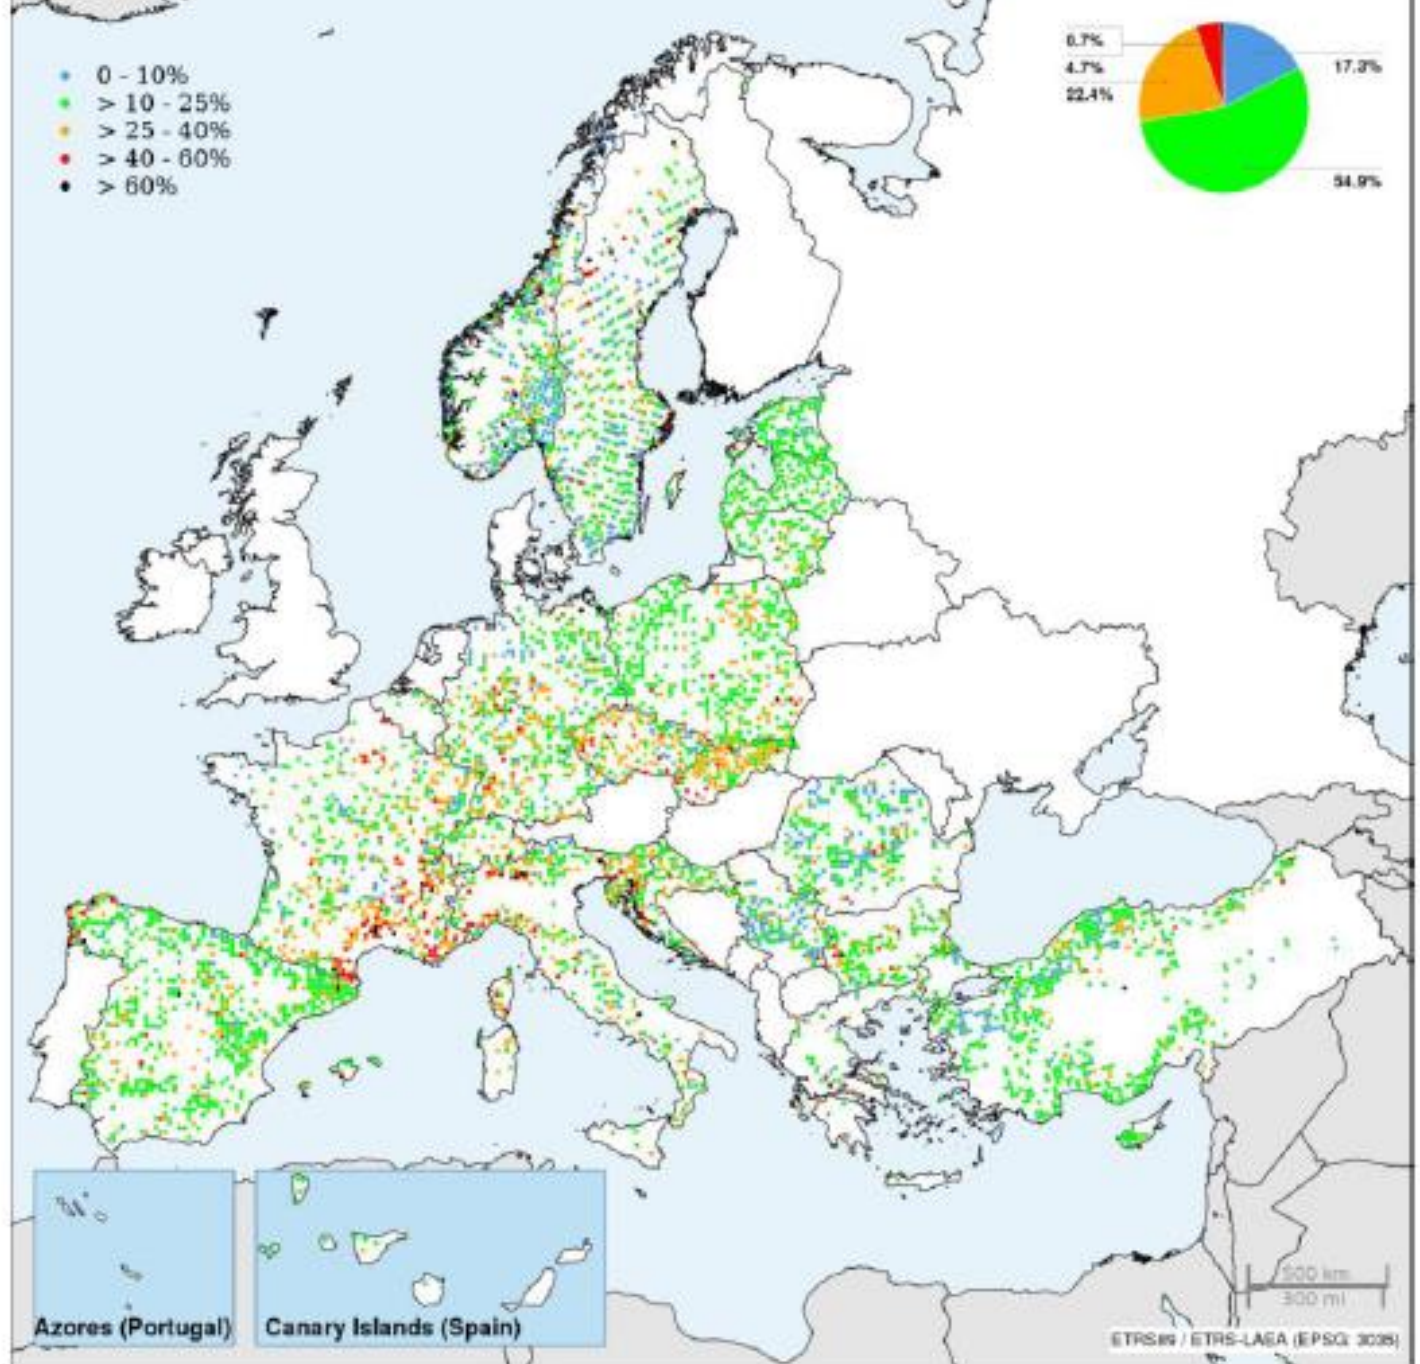 0 - 10%
> 10 - 25%
> 25 - 40%
> 40 - 60%
> 60%
0.7%
4.7%
22.4%
17.3%
54.9%
Azores (Portugal)
Canary Islands (Spain)
500 km
300 mi
ETRS89 / ETRS-LAEA (EPSG: 3035)